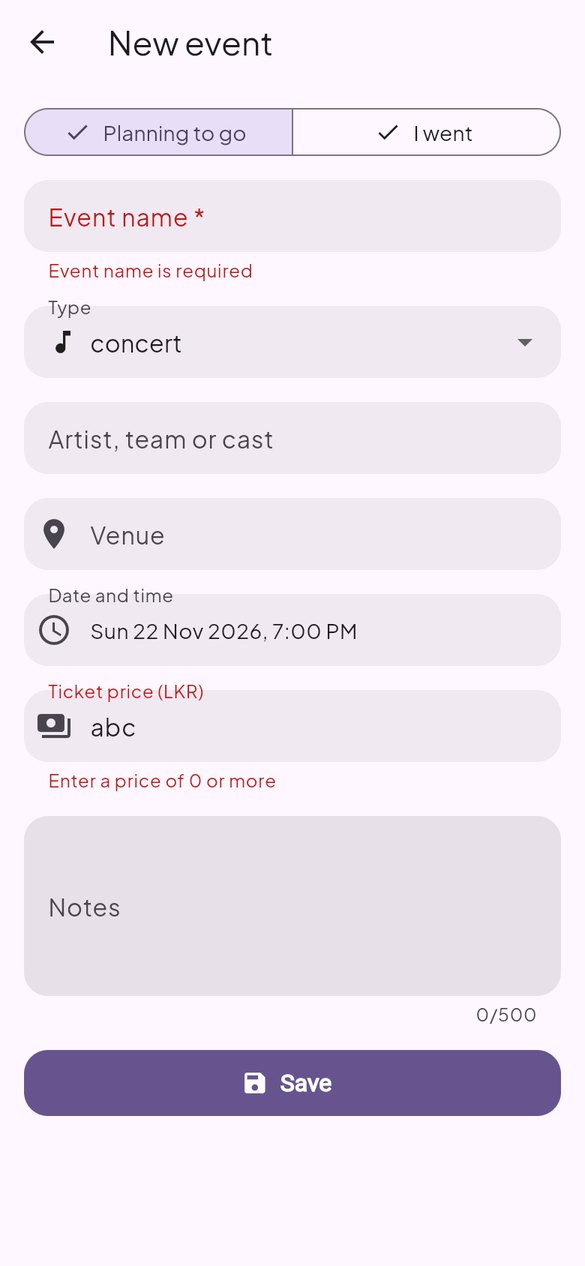 New event
Planning to go
I went
Event name *
Event name is required
Type
concert
Artist, team or cast
Venue
Date and time
Sun 22 Nov 2026, 7:00 PM
Ticket price (LKR)
abc
Enter a price of 0 or more
Notes
0/500
Save